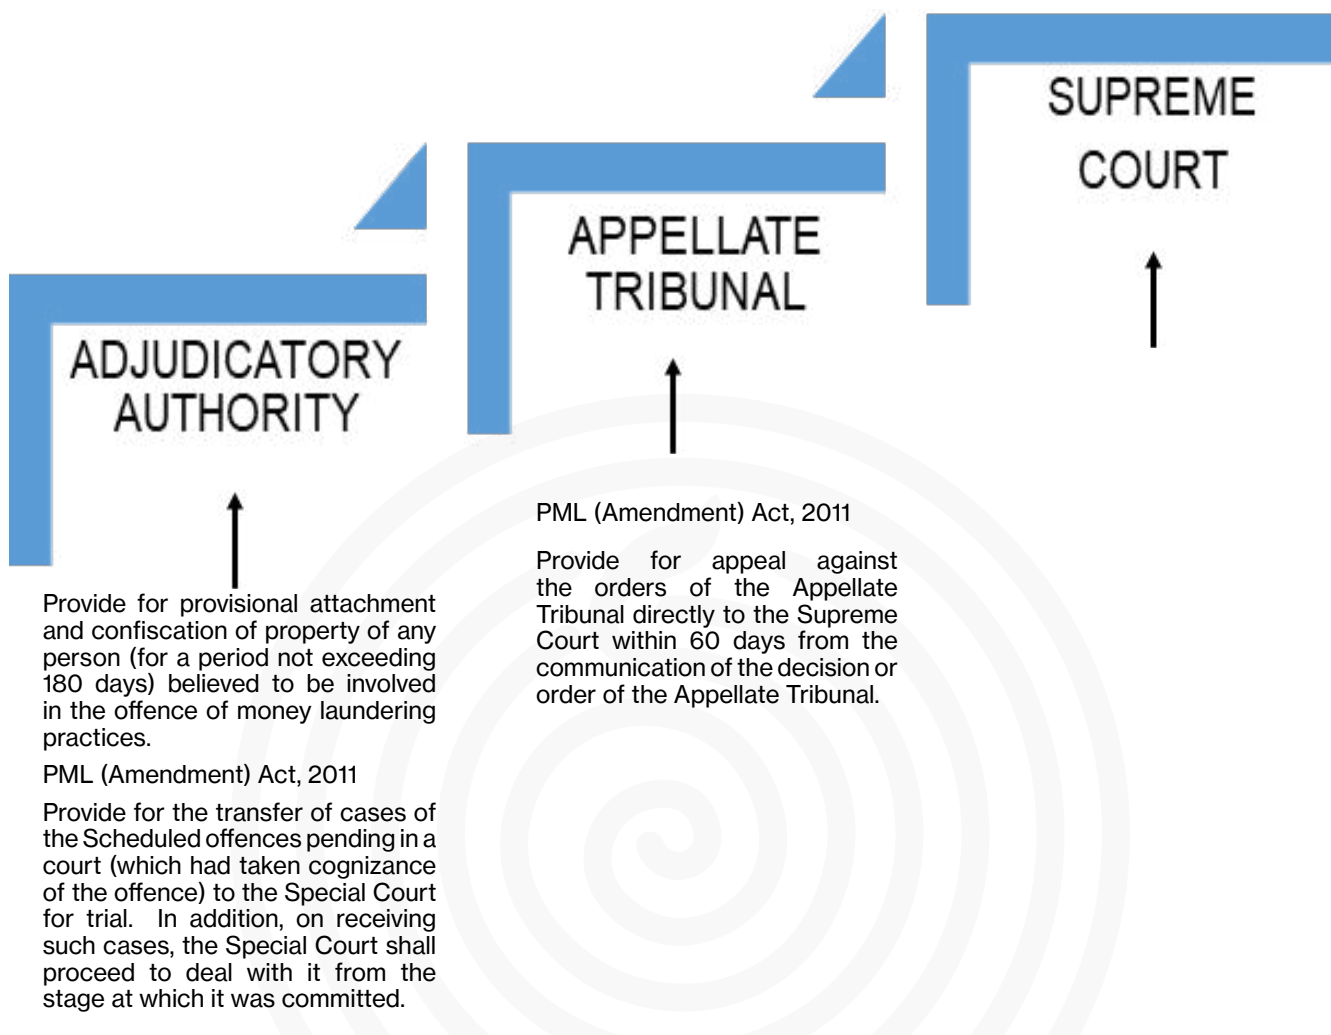 SUPREME
COURT
APPELLATE
TRIBUNAL
ADJUDICATORY
AUTHORITY
Provide for provisional attachment
and confiscation of property of any
person (for a period not exceeding
180 days) believed to be involved
in the offence of money laundering
practices.
PML (Amendment) Act, 2011
Provide for the transfer of cases of
the Scheduled offences pending in a
court (which had taken cognizance
of the offence) to the Special Court
for trial. In addition, on receiving
such cases, the Special Court shall
proceed to deal with it from the
stage at which it was committed.
PML (Amendment) Act, 2011
Provide for appeal against
the orders of the Appellate
Tribunal directly to the Supreme
Court within 60 days from the
communication of the decision or
order of the Appellate Tribunal.